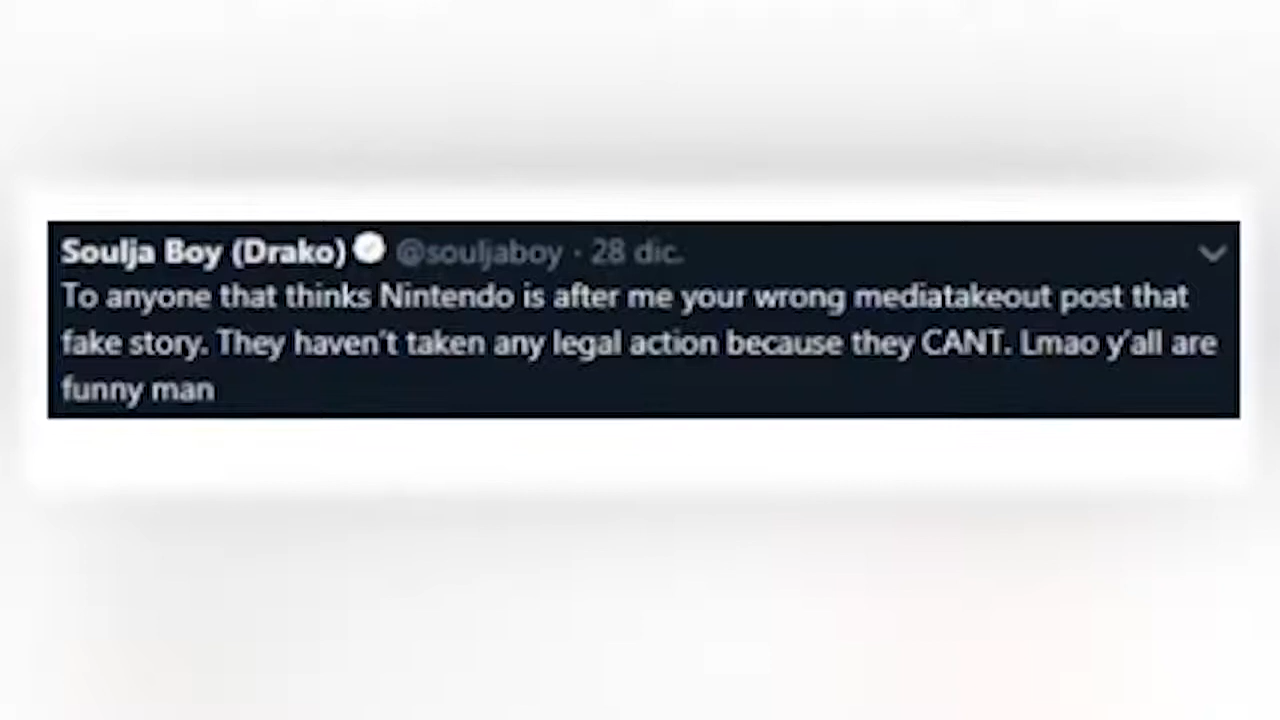 Soulja Boy (Drako) @souljaboy · 28 dic.
To anyone that thinks Nintendo is after me your wrong mediatakeout post that
fake story. They haven't taken any legal action because they CANT. Lmao y'all are
funny man